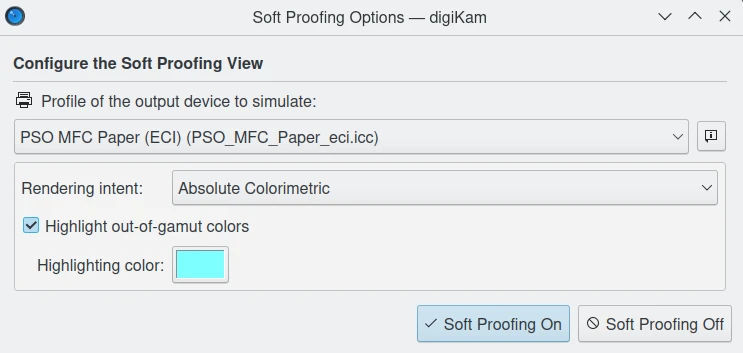 Soft Proofing Options — digiKam
Configure the Soft Proofing View
Profile of the output device to simulate:
PSO MFC Paper (ECI) (PSO_MFC_Paper_eci.icc)
Rendering intent: Absolute Colorimetric
Highlight out-of-gamut colors
Highlighting color:
Soft Proofing On Soft Proofing Off